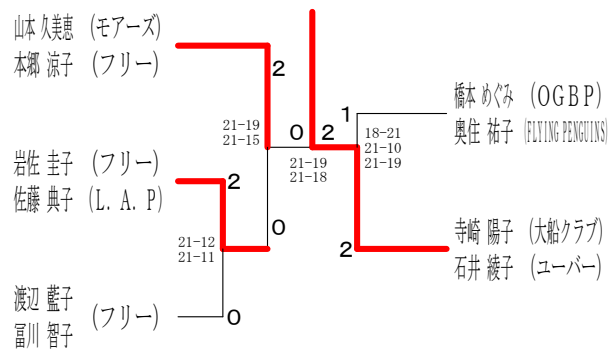 山本 久美恵 (モアーズ)
本郷 涼子 (フリー)
2
21-19
21-15
0
2
21-19
21-18
1
18-21
21-10
21-19
橋本 めぐみ (OGBP)
奥住 祐子 (FLYING PENGUINS)
岩佐 圭子 (フリー)
佐藤 典子 (L. A. P)
2
21-12
21-11
0
2
寺崎 陽子 (大船クラブ)
石井 綾子 (ユーバー)
渡辺 藍子
冨川 智子
(フリー)
0